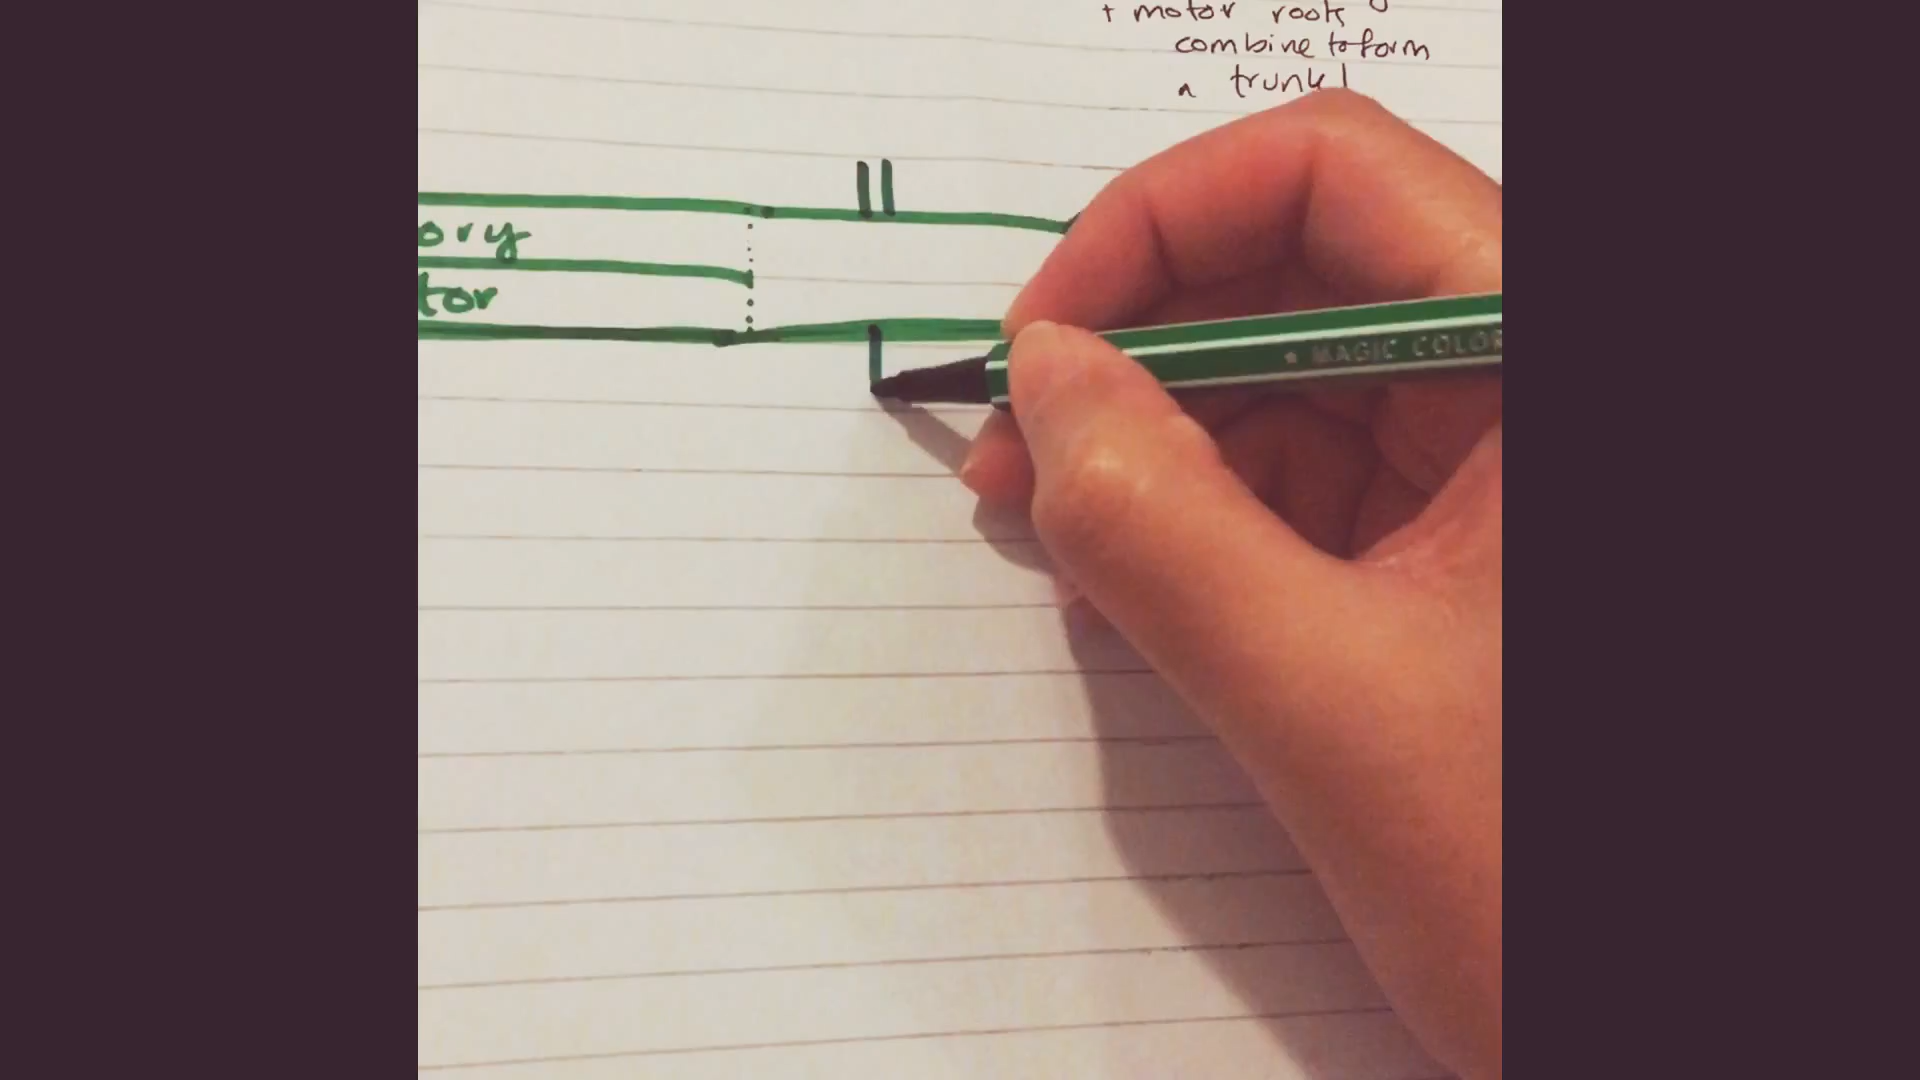 + motor roots
combine to form
a trunk!
ory
tor
★ MAGIC COLOR